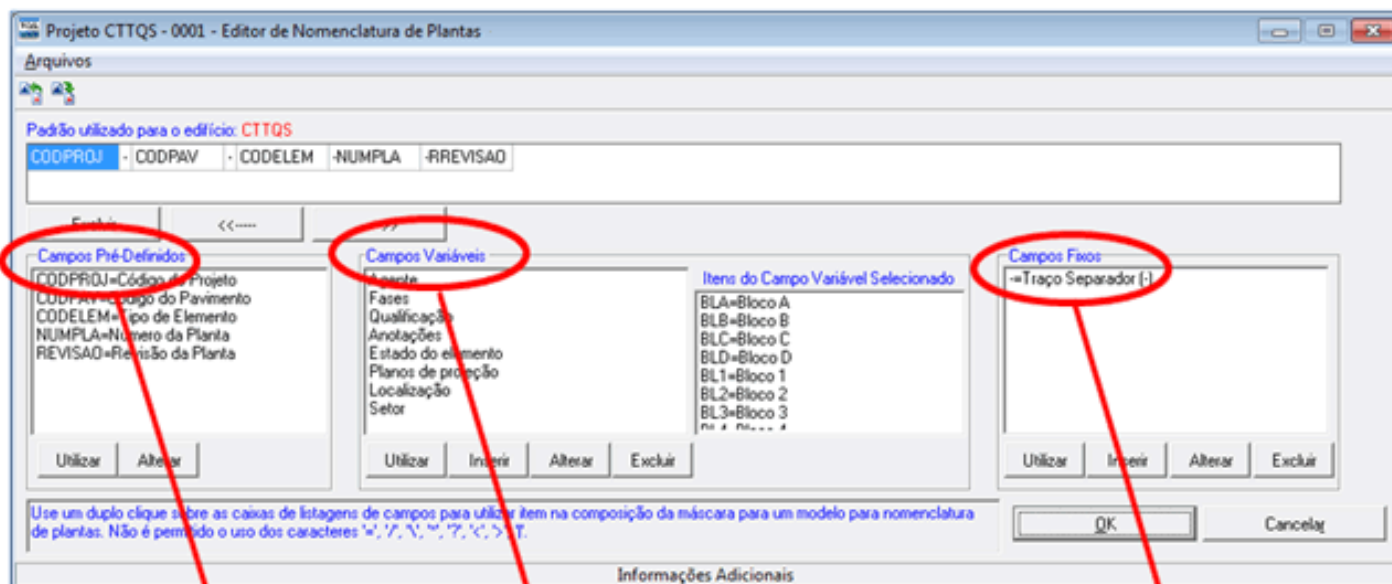 Projeto CTTQS - 0001 - Editor de Nomenclatura de Plantas
Arquivos
Padrão utilizado para o edifício: CTTQS
CODPROJ - CODPAV - CODELEM -NUMPLA -RREVISAO
Excluir <<---- >>
Campos Pré-Definidos
CODPROJ=Código do Projeto
CODPAV=Código do Pavimento
CODELEM=Tipo de Elemento
NUMPLA=Número da Planta
REVISAO=Revisão da Planta
Utilizar Alterar
Campos Variáveis
Agente
Fases
Qualificação
Anotações
Estado do elemento
Planos de projeção
Localização
Setor
Itens do Campo Variável Selecionado
BLA=Bloco A
BLB=Bloco B
BLC=Bloco C
BLD=Bloco D
BL1=Bloco 1
BL2=Bloco 2
BL3=Bloco 3
Utilizar Inserir Alterar Excluir
Campos Fixos
-=Traço Separador (-)
Utilizar Inserir Alterar Excluir
Use um duplo clique sobre as caixas de listagens de campos para utilizar item na composição da máscara para um modelo para nomenclatura
de plantas. Não é permitido o uso dos caracteres '=', '/', '\', '*', '?', '<', '>', '|'.
OK Cancelar
Informações Adicionais